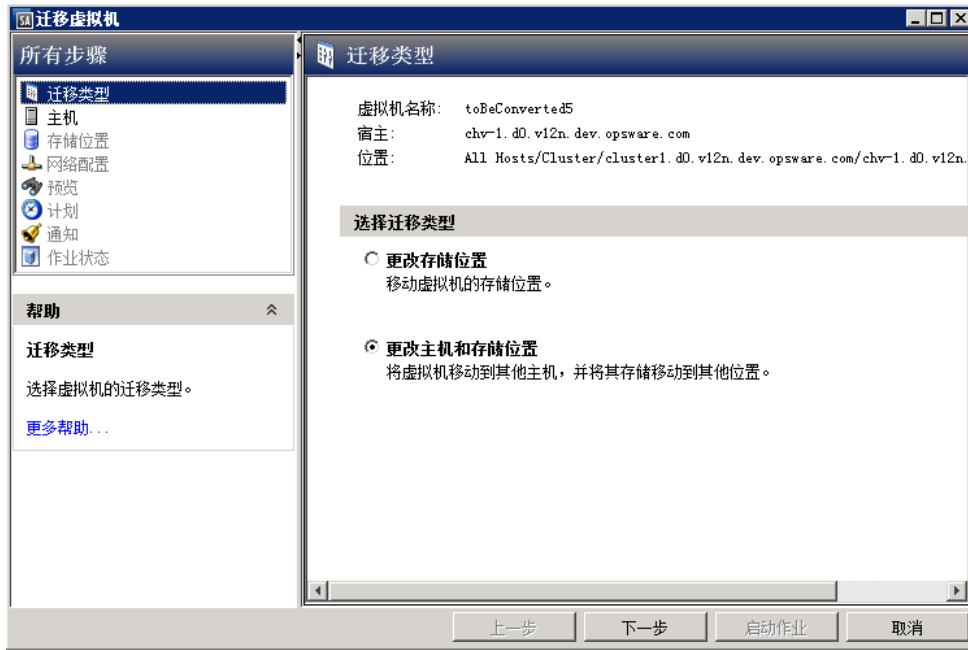 SA 迁移虚拟机
所有步骤
迁移类型
主机
存储位置
网络配置
预览
计划
通知
作业状态
帮助
迁移类型
选择虚拟机的迁移类型。
更多帮助...
迁移类型
虚拟机名称: toBeConverted5
宿主: chv-1.d0.v12n.dev.opsware.com
位置: All Hosts/Cluster/cluster1.d0.v12n.dev.opsware.com/chv-1.d0.v12n.
选择迁移类型
更改存储位置
移动虚拟机的存储位置。
更改主机和存储位置
将虚拟机移动到其他主机，并将其存储移动到其他位置。
上一步 下一步 启动作业 取消